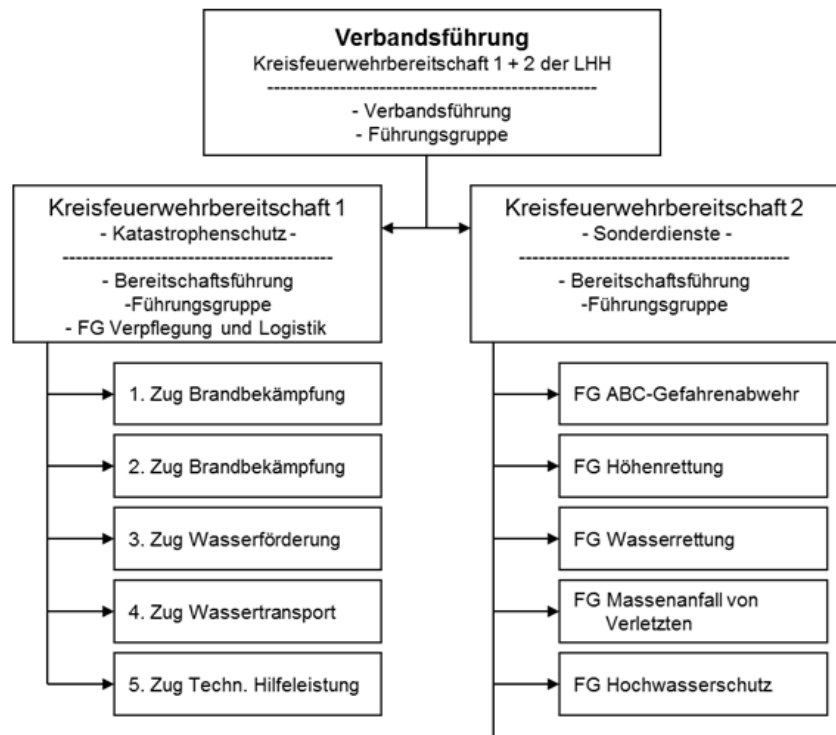 Verbandsführung
Kreisfeuerwehrbereitschaft 1 + 2 der LHH
--------------------------------------------------
- Verbandsführung
- Führungsgruppe
Kreisfeuerwehrbereitschaft 1
- Katastrophenschutz -
-----------------------------------------
- Bereitschaftsführung
-Führungsgruppe
- FG Verpflegung und Logistik
Kreisfeuerwehrbereitschaft 2
- Sonderdienste -
-----------------------------------------
- Bereitschaftsführung
-Führungsgruppe
1. Zug Brandbekämpfung
2. Zug Brandbekämpfung
3. Zug Wasserförderung
4. Zug Wassertransport
5. Zug Techn. Hilfeleistung
FG ABC-Gefahrenabwehr
FG Höhenrettung
FG Wasserrettung
FG Massenanfall von
Verletzten
FG Hochwasserschutz